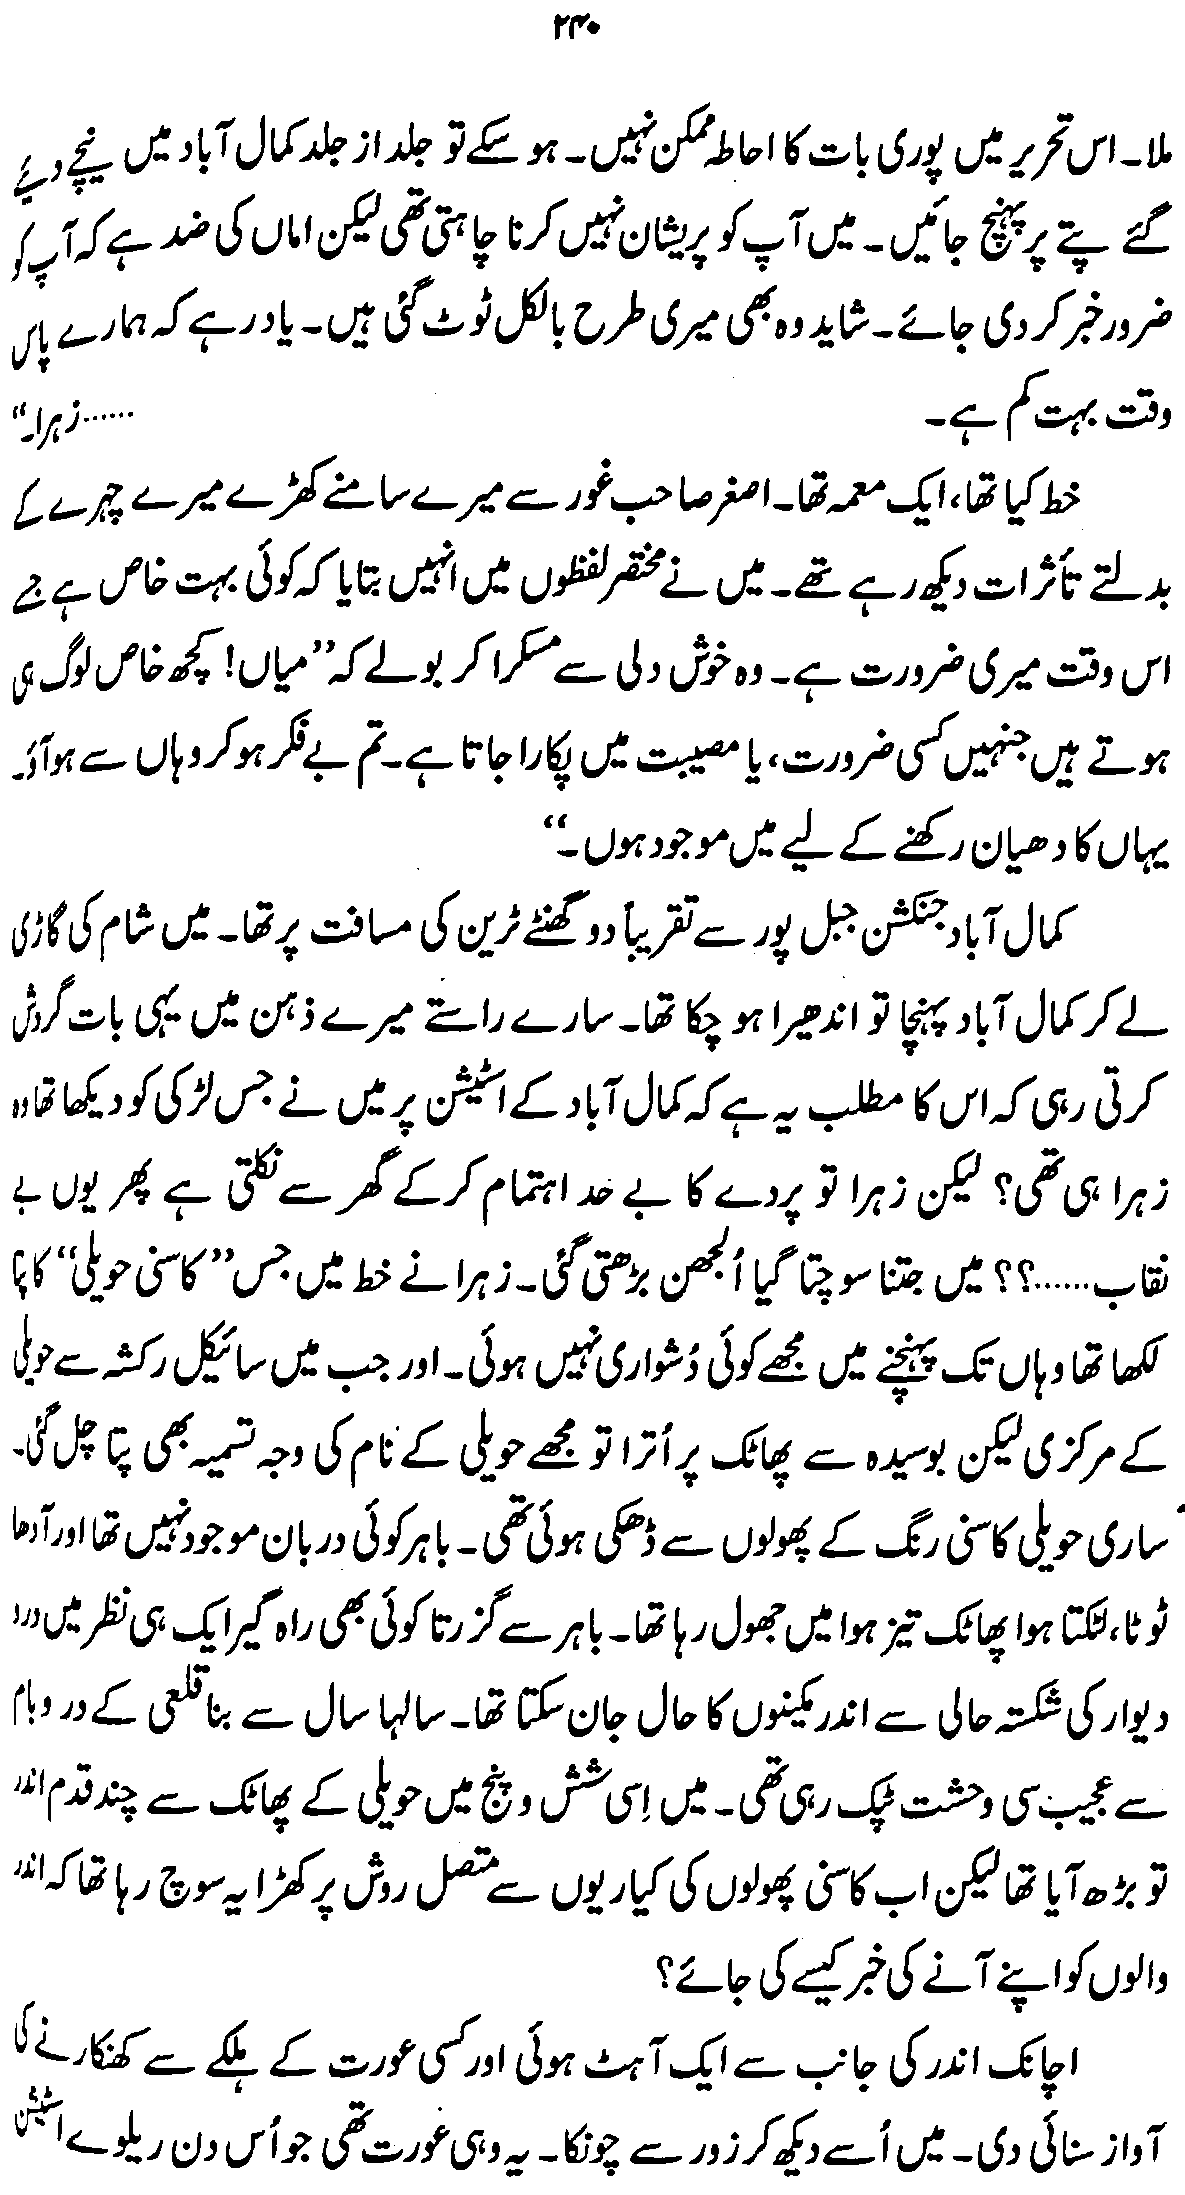 ۲۴۰
ملا۔ اس تحریر میں پوری بات کا احاطہ ممکن نہیں۔ ہو سکے تو جلد از جلد کمال آباد میں نیچے دیئے
گئے پتے پر پہنچ جائیں۔ میں آپ کو پریشان نہیں کرنا چاہتی تھی لیکن اماں کی ضد ہے کہ آپ کو
ضرور خبر کر دی جائے۔ شاید وہ بھی میری طرح بالکل ٹوٹ گئی ہیں۔ یاد رہے کہ ہمارے پاس
وقت بہت کم ہے۔ ......زہرا۔“
خط کیا تھا، ایک معمہ تھا۔ اصغر صاحب غور سے میرے سامنے کھڑے میرے چہرے کے
بدلتے تأثرات دیکھ رہے تھے۔ میں نے مختصر لفظوں میں انہیں بتایا کہ کوئی بہت خاص ہے جسے
اس وقت میری ضرورت ہے۔ وہ خوش دلی سے مسکرا کر بولے کہ ”میاں! کچھ خاص لوگ ہی
ہوتے ہیں جنہیں کسی ضرورت، یا مصیبت میں پکارا جاتا ہے۔ تم بے فکر ہو کر وہاں سے ہو آؤ۔
یہاں کا دھیان رکھنے کے لیے میں موجود ہوں۔“
کمال آباد جنکشن جبل پور سے تقریباً دو گھنٹے ٹرین کی مسافت پر تھا۔ میں شام کی گاڑی
لے کر کمال آباد پہنچا تو اندھیرا ہو چکا تھا۔ سارے راستے میرے ذہن میں یہی بات گردش
کرتی رہی کہ اس کا مطلب یہ ہے کہ کمال آباد کے اسٹیشن پر میں نے جس لڑکی کو دیکھا تھا وہ
زہرا ہی تھی؟ لیکن زہرا تو پردے کا بے حد اہتمام کر کے گھر سے نکلتی ہے پھر یوں بے
نقاب......؟؟ میں جتنا سوچتا گیا اُلجھن بڑھتی گئی۔ زہرا نے خط میں جس ”کاسنی حویلی“ کا پتا
لکھا تھا وہاں تک پہنچنے میں مجھے کوئی دُشواری نہیں ہوئی۔ اور جب میں سائیکل رکشہ سے حویلی
کے مرکزی لیکن بوسیدہ سے پھاٹک پر اُترا تو مجھے حویلی کے نام کی وجہ تسمیہ بھی پتا چل گئی۔
ساری حویلی کاسنی رنگ کے پھولوں سے ڈھکی ہوئی تھی۔ باہر کوئی دربان موجود نہیں تھا اور آدھا
ٹوٹا، لٹکتا ہوا پھاٹک تیز ہوا میں جھول رہا تھا۔ باہر سے گزرتا کوئی بھی راہ گیر ایک ہی نظر میں در و
دیوار کی شکستہ حالی سے اندر مکینوں کا حال جان سکتا تھا۔ سالہا سال سے بنا قلعی کے در و بام
سے عجیب سی وحشت ٹپک رہی تھی۔ میں اِسی شش و پنج میں حویلی کے پھاٹک سے چند قدم اندر
تو بڑھ آیا تھا لیکن اب کاسنی پھولوں کی کیاریوں سے متصل روش پر کھڑا یہ سوچ رہا تھا کہ اندر
والوں کو اپنے آنے کی خبر کیسے کی جائے؟
اچانک اندر کی جانب سے ایک آہٹ ہوئی اور کسی عورت کے ہلکے سے کھنکارنے کی
آواز سنائی دی۔ میں اُسے دیکھ کر زور سے چونکا۔ یہ وہی عورت تھی جو اُس دن ریلوے اسٹیشن